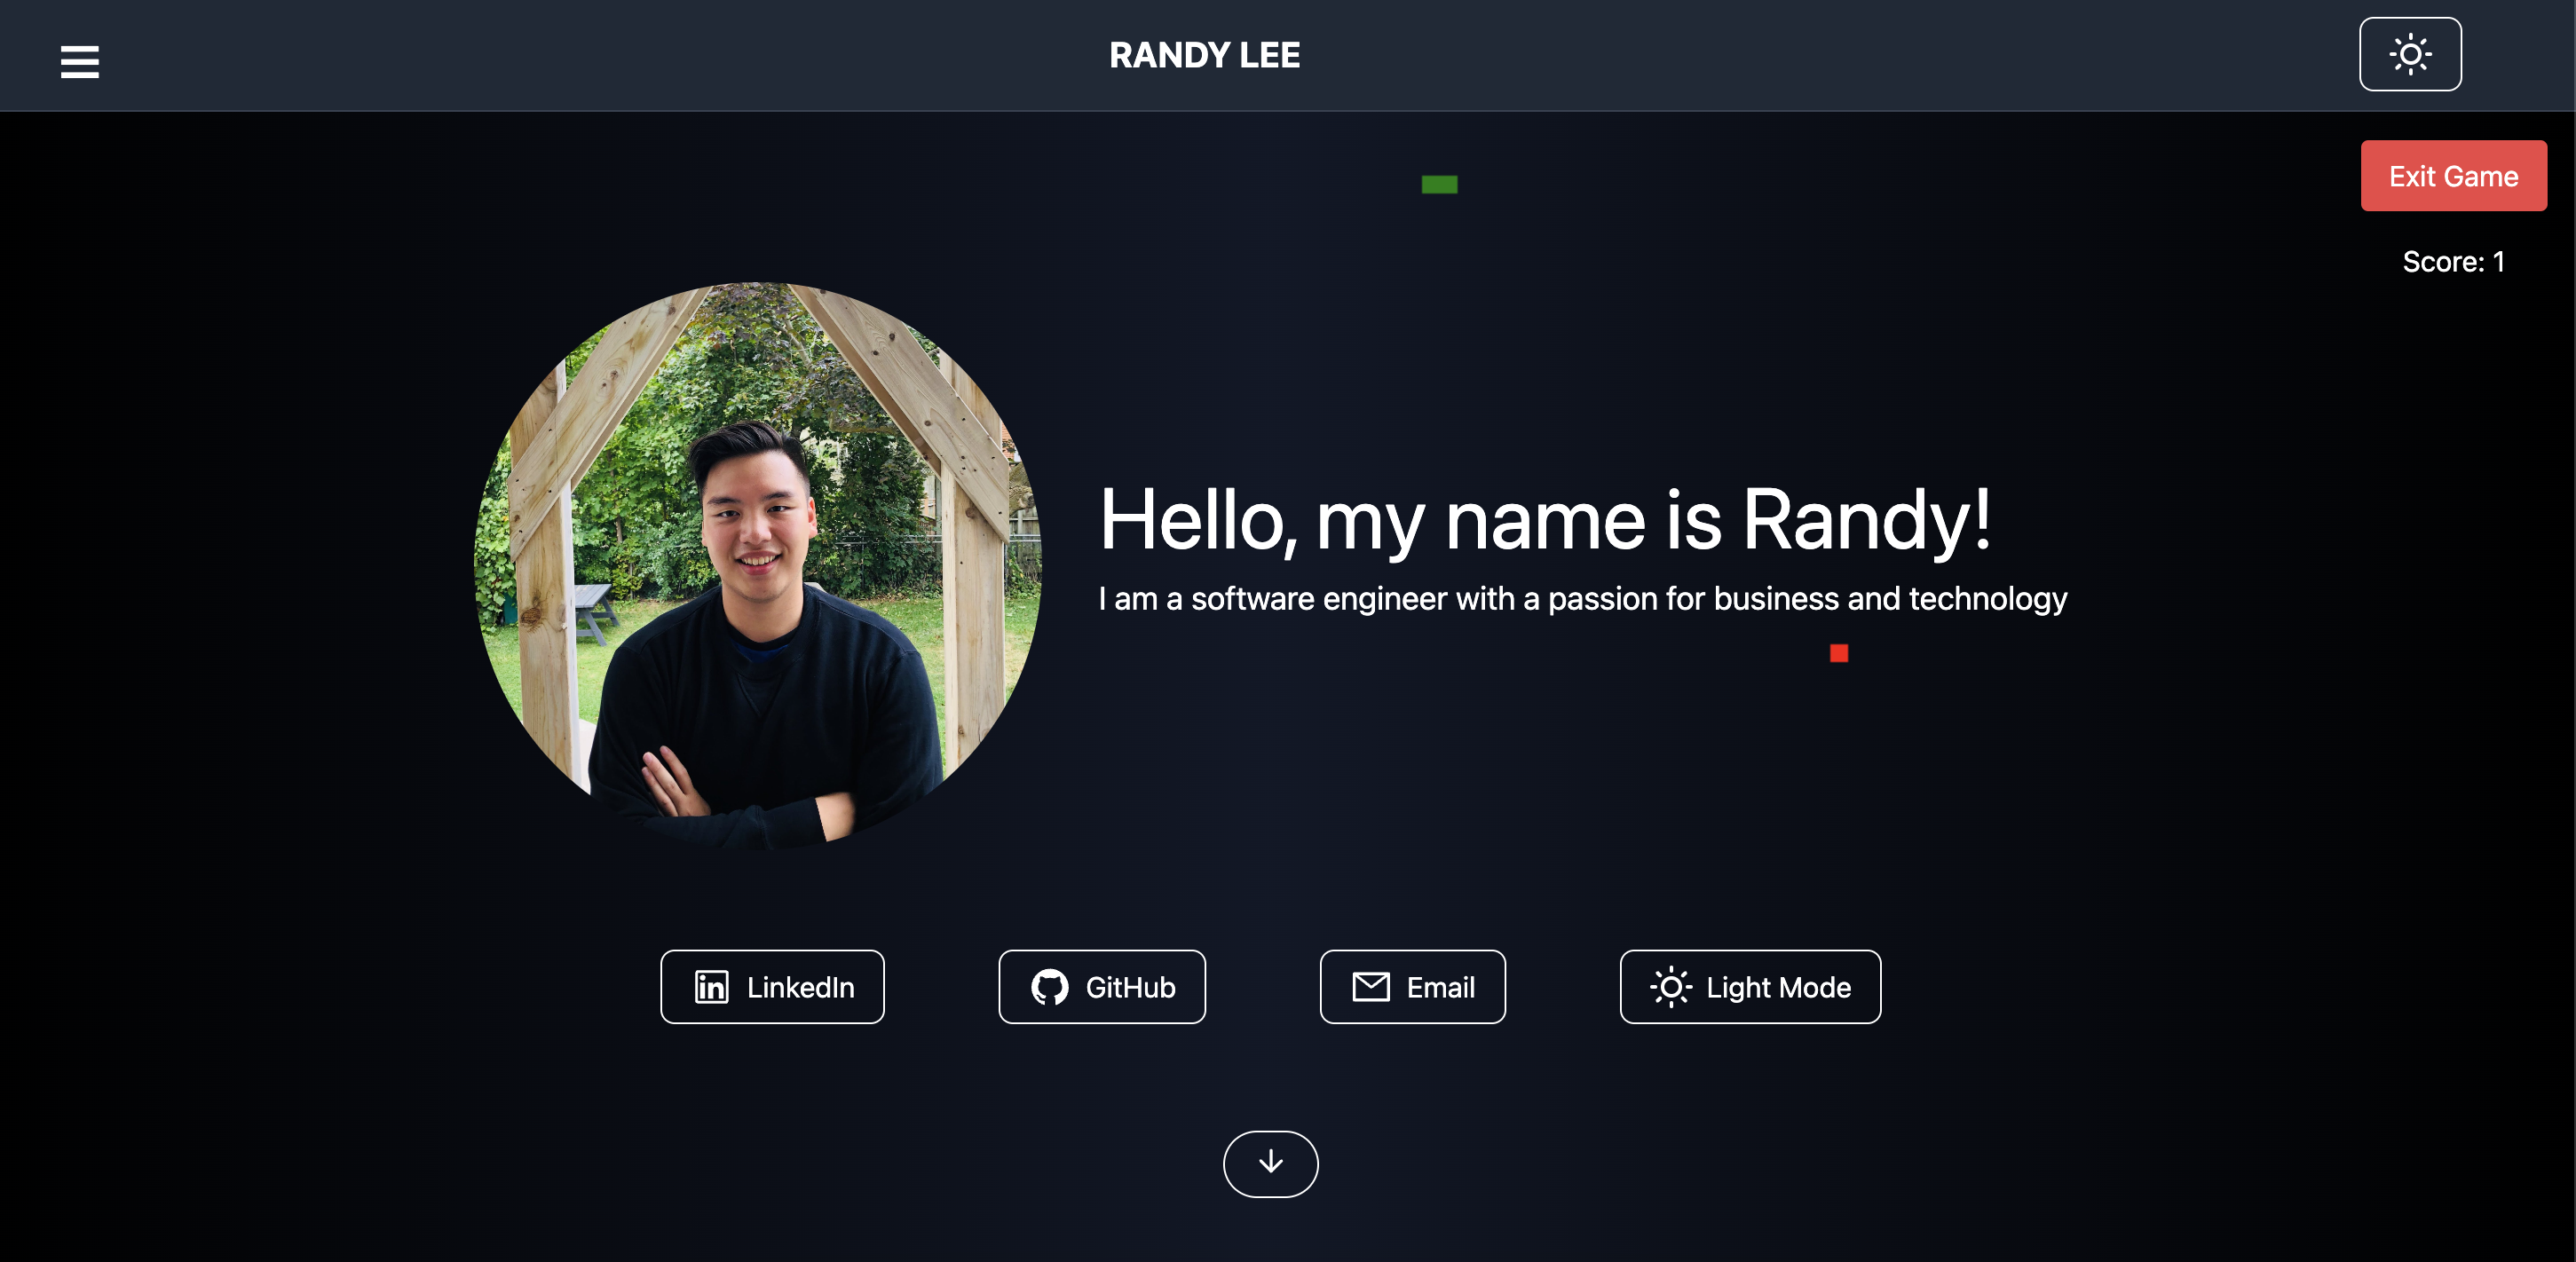 RANDY LEE
Exit Game
Score: 1
Hello, my name is Randy!
I am a software engineer with a passion for business and technology
LinkedIn
GitHub
Email
Light Mode